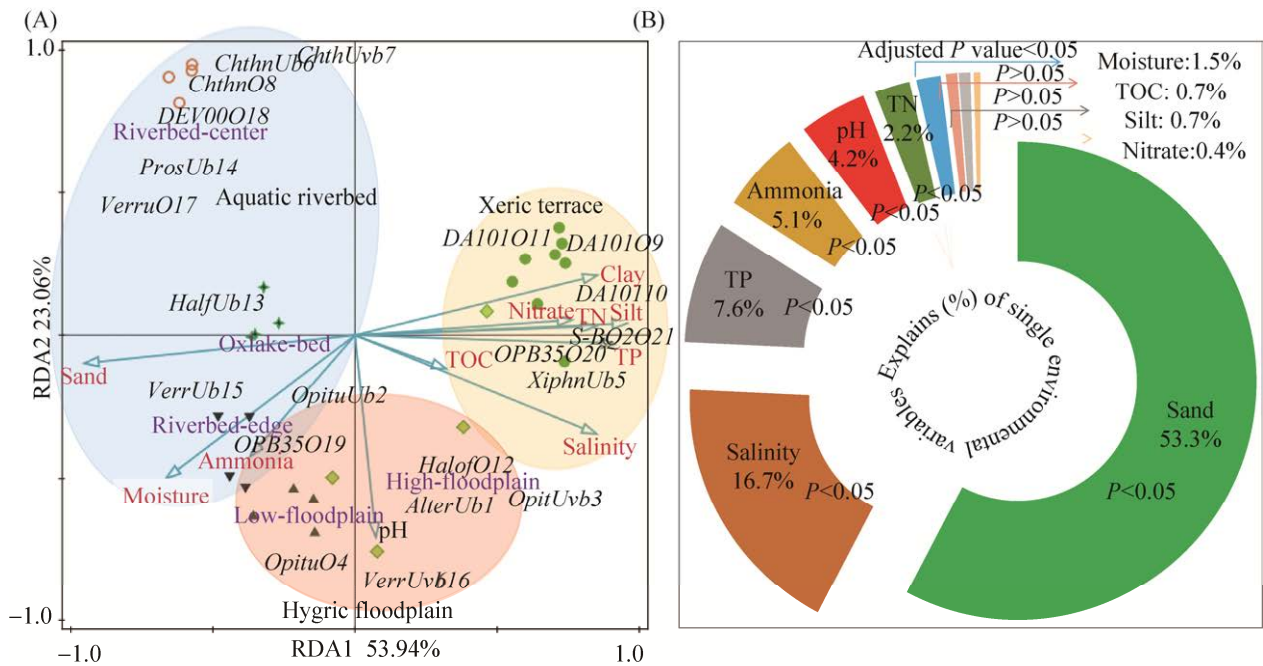 (A)
(B)
1.0
ChthUvb7
ChthnUb6
ChthnO8
DEV00O18
Riverbed-center
ProsUb14
Aquatic riverbed
VerruO17
Xeric terrace
DA101O11
DA101O9
Clay
DA10110
HalfUb13
Nitrate
TN
Silt
S-BQ2O21
Oxlake-bed
OPB35O20
TP
TOC
Sand
XiphnUb5
VerrUb15
OpituUb2
Riverbed-edge
OPB35O19
Salinity
Ammonia
HalofO12
Moisture
High-floodplain
OpitUvb3
AlterUb1
Low-floodplain
pH
OpituO4
Hygric floodplain
−1.0
−1.0
RDA1 53.94%
1.0
RDA2 23.06%
Adjusted P value<0.05
Moisture:1.5%
P>0.05
TOC: 0.7%
P>0.05
Silt: 0.7%
P>0.05
Nitrate:0.4%
TN
2.2%
P<0.05
pH
4.2%
P<0.05
Ammonia
5.1%
P<0.05
TP
7.6%
P<0.05
Explains (%) of single environmental variables
Sand
53.3%
P<0.05
Salinity
16.7%
P<0.05